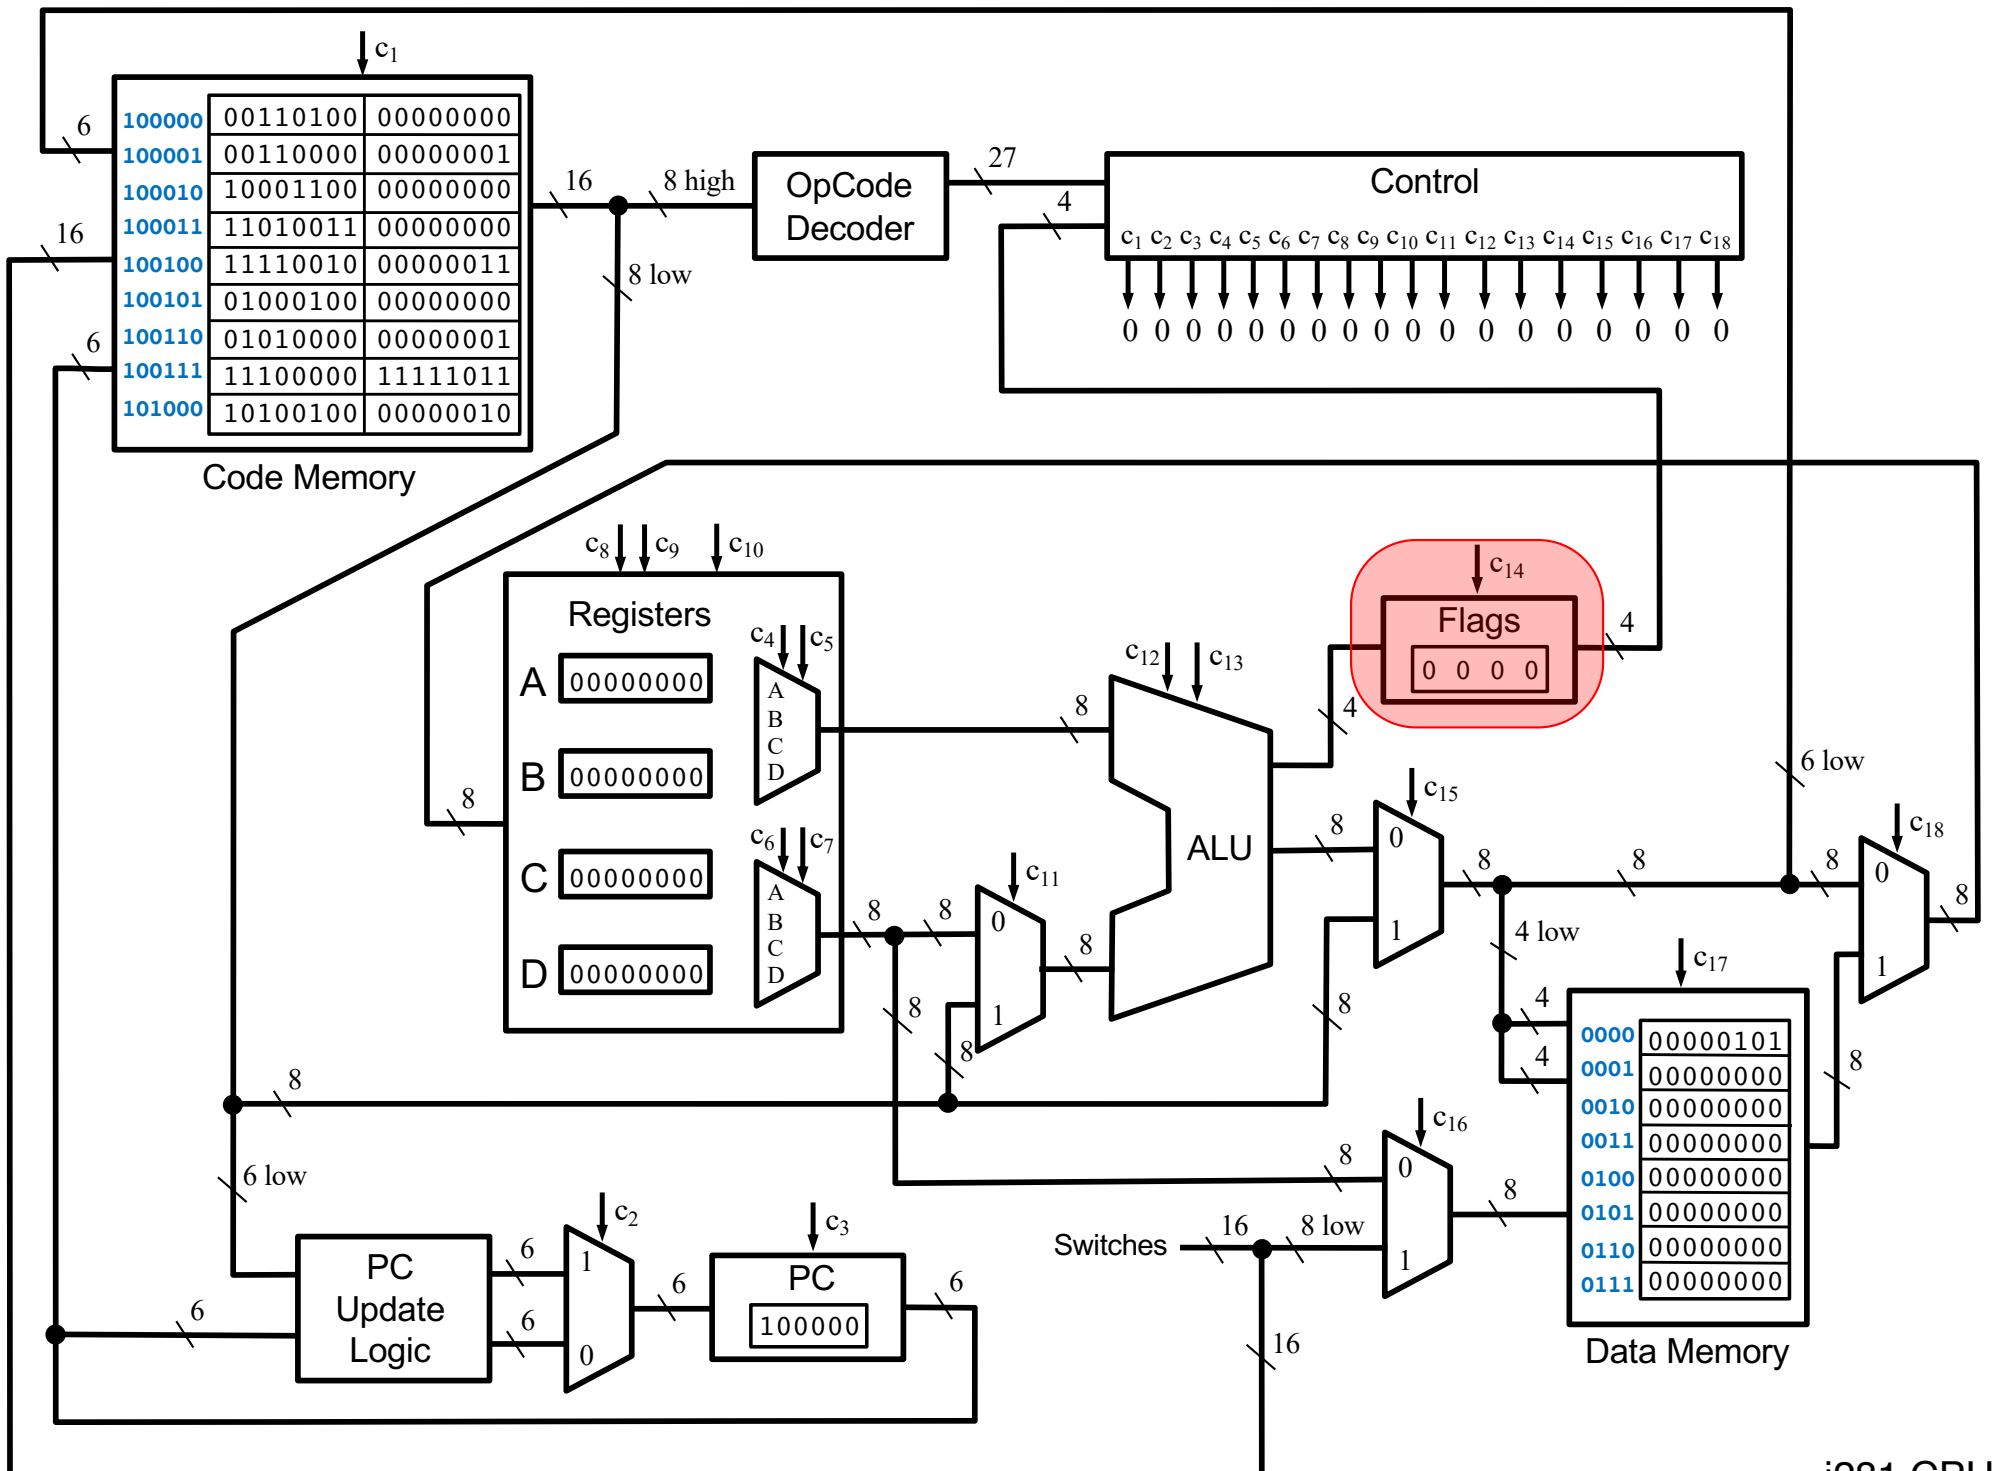 c1
100000 00110100 00000000
100001 00110000 00000001
100010 10001100 00000000
100011 11010011 00000000
100100 11110010 00000011
100101 01000100 00000000
100110 01010000 00000001
100111 11100000 11111011
101000 10100100 00000010
Code Memory
6
16
6
16
8 high
8 low
OpCode
Decoder
27
4
Control
c1 c2 c3 c4 c5 c6 c7 c8 c9 c10 c11 c12 c13 c14 c15 c16 c17 c18
0 0 0 0 0 0 0 0 0 0 0 0 0 0 0 0 0 0
c8 c9 c10
Registers
A 00000000
B 00000000
C 00000000
D 00000000
8
c4 c5
A
B
C
D
c6 c7
A
B
C
D
8
8
8
8
c11
0
1
8
8
c12 c13
ALU
c14
Flags
0 0 0 0
4
4
8
c15
0
1
8
8
8
6 low
8
c18
0
1
8
4 low
4
4
c17
0000 00000101
0001 00000000
0010 00000000
0011 00000000
0100 00000000
0101 00000000
0110 00000000
0111 00000000
Data Memory
8
8
8
c16
0
1
8
Switches
16
8 low
16
6 low
6
PC
Update
Logic
6
6
c2
1
0
6
c3
PC
100000
6